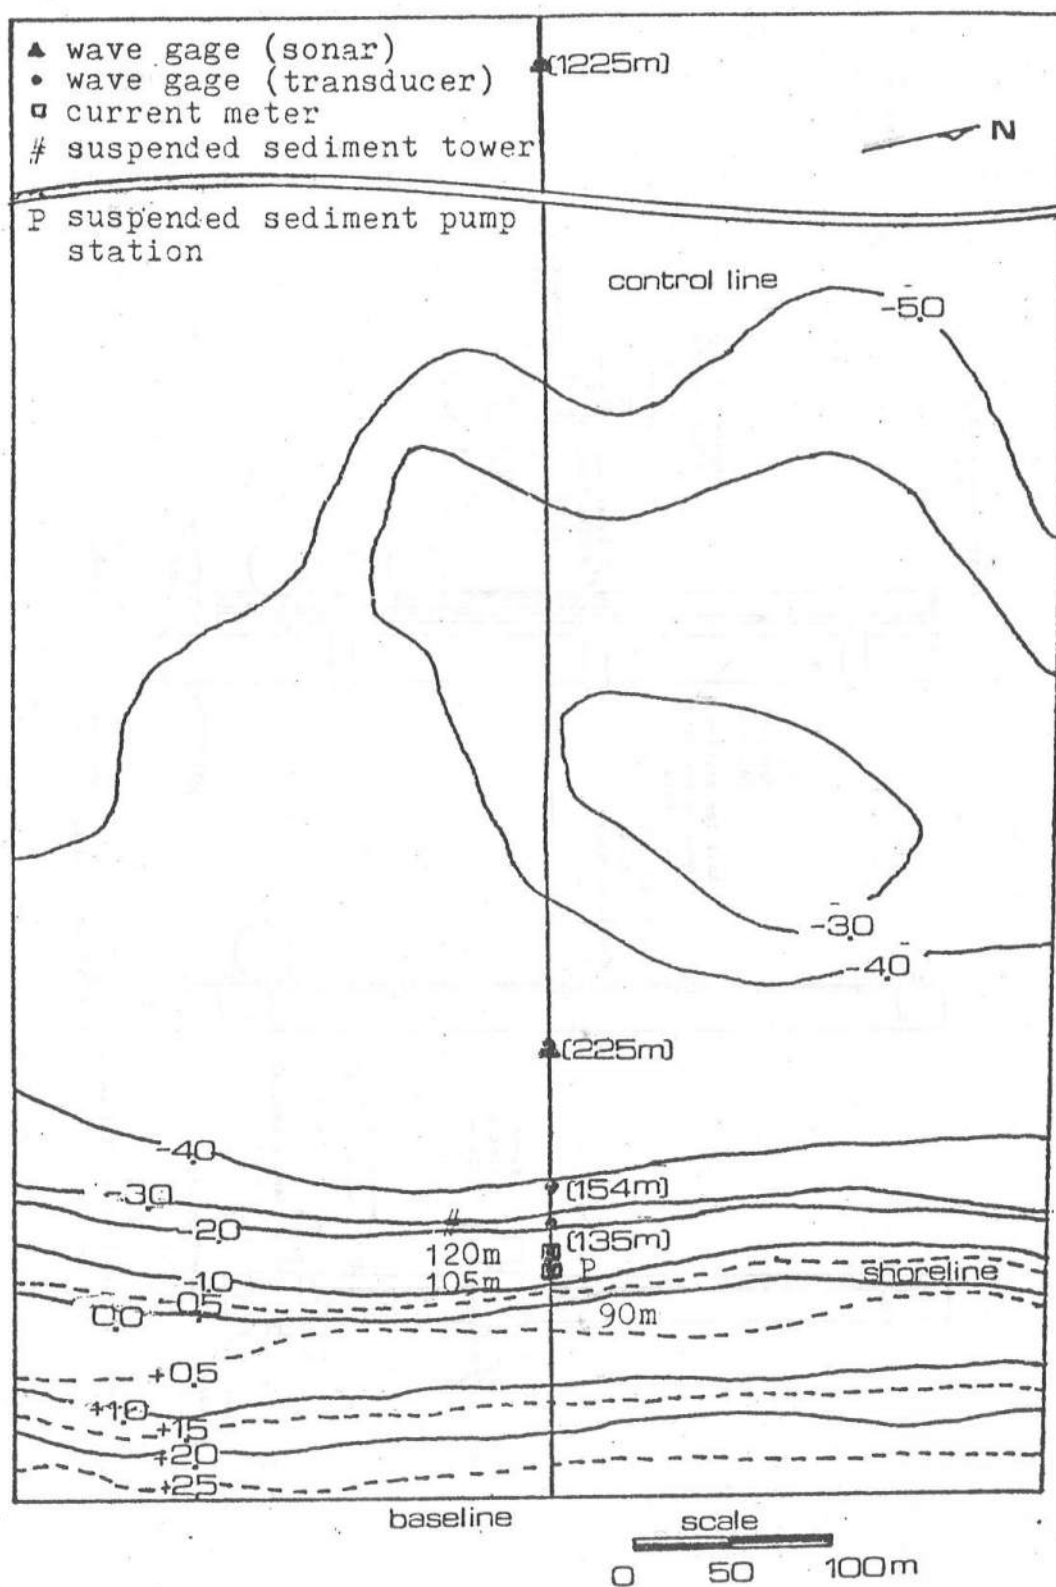 ▲ wave gage (sonar)
● wave gage (transducer)
□ current meter
# suspended sediment tower
P suspended sediment pump
station
(1225m)
N
control line
-5.0
-3.0
-4.0
(225m)
-4.0
-3.0
(154m)
#
-2.0
120m
(135m)
105m
P
-1.0
shoreline
-0.5
0.0
90m
+0.5
+1.0
+1.5
+2.0
+2.5
baseline
scale
0 50 100m